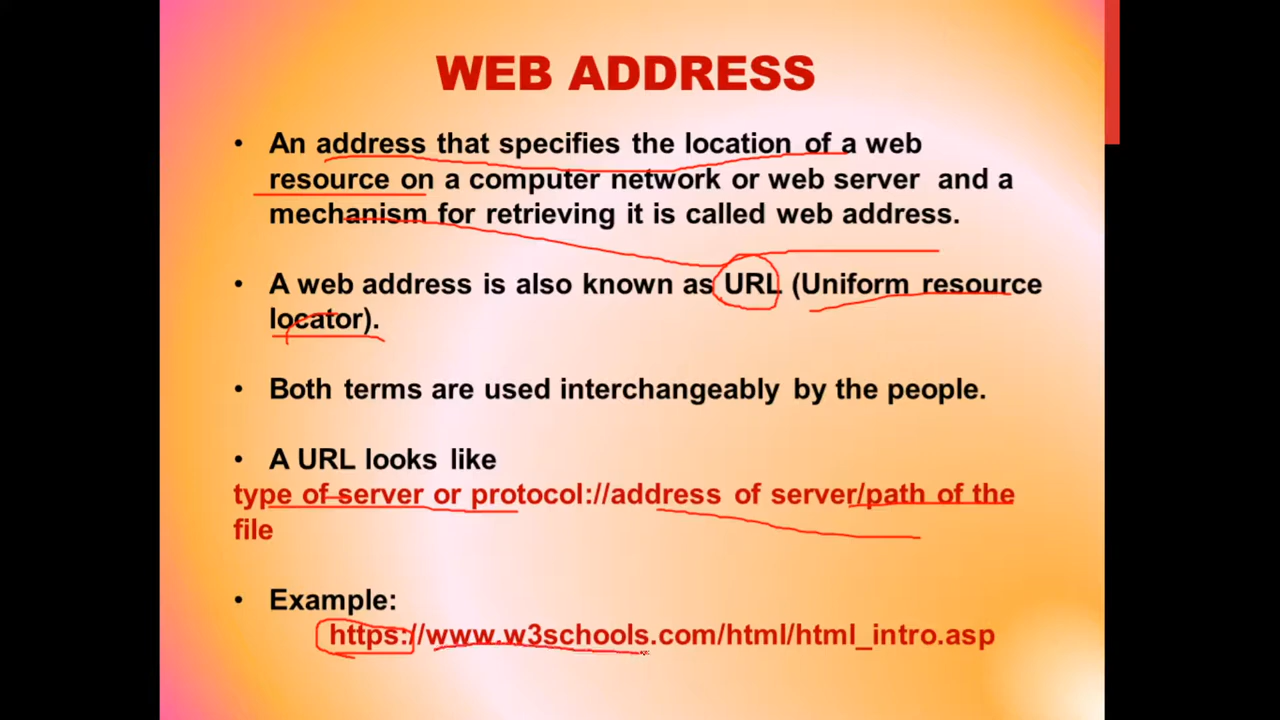 WEB ADDRESS
• An address that specifies the location of a web
resource on a computer network or web server and a
mechanism for retrieving it is called web address.
• A web address is also known as URL (Uniform resource
locator).
• Both terms are used interchangeably by the people.
• A URL looks like
type of server or protocol://address of server/path of the
file
• Example:
https://www.w3schools.com/html/html_intro.asp